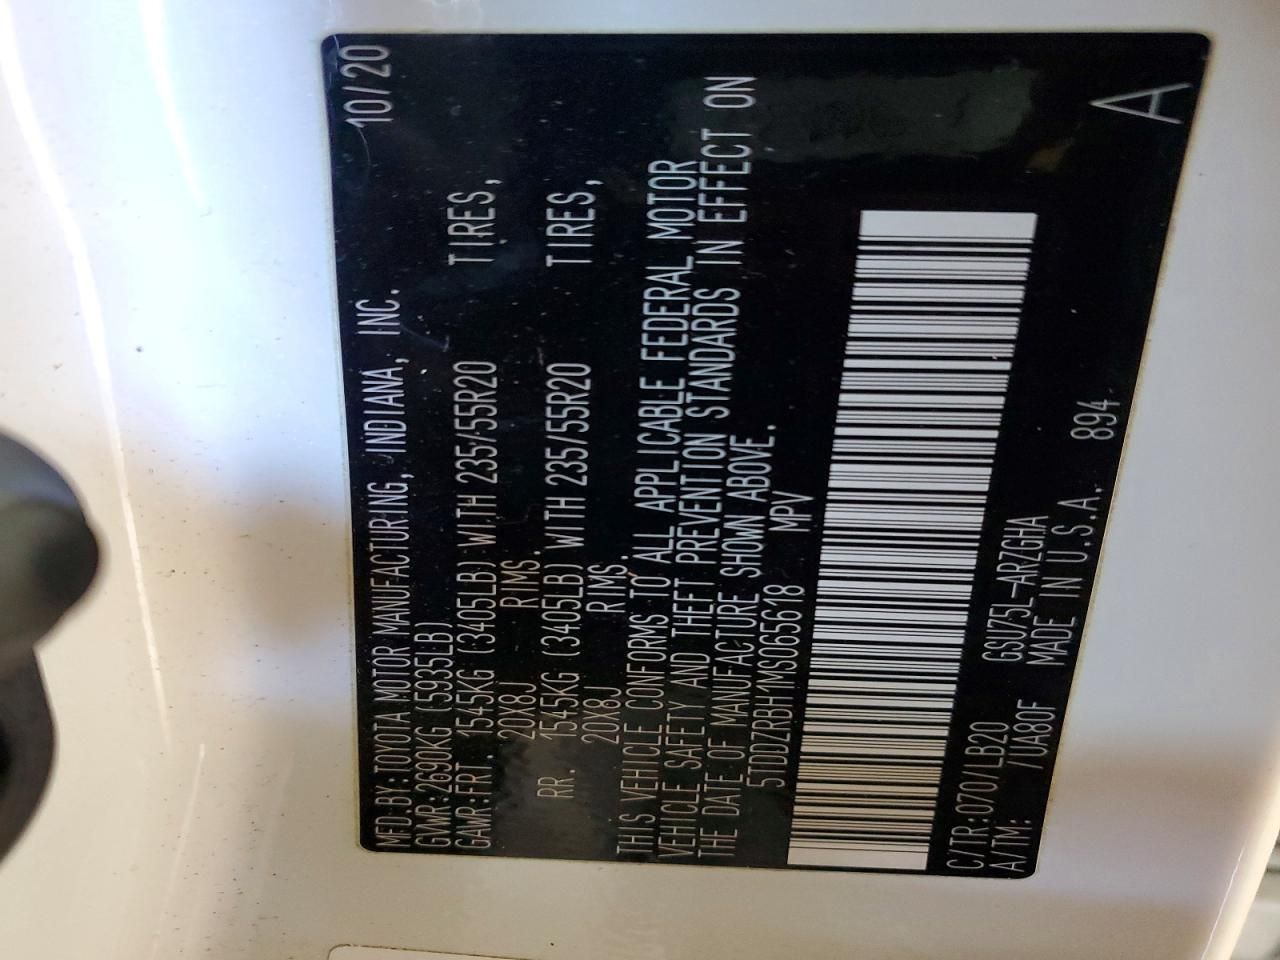 MFD.BY:TOYOTA MOTOR MANUFACTURING, INDIANA, INC. 10/20
GVWR:2690KG (5935LB)
GAWR:FRT. 1545KG (3405LB) WITH 235/55R20 TIRES,
20X8J RIMS.
RR. 1545KG (3405LB) WITH 235/55R20 TIRES,
20X8J RIMS.
THIS VEHICLE CONFORMS TO ALL APPLICABLE FEDERAL MOTOR
VEHICLE SAFETY AND THEFT PREVENTION STANDARDS IN EFFECT ON
THE DATE OF MANUFACTURE SHOWN ABOVE.
5TDDZRBH1MS065618 MPV
C/TR:070/LB20 GSU75L-ARZGHA
A/TM: /UA80F MADE IN U.S.A. 894 A